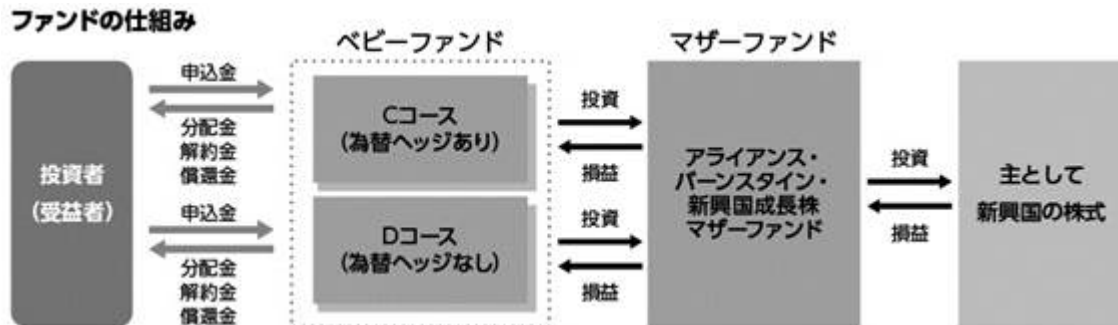 ファンドの仕組み
投資者
(受益者)
申込金
分配金
解約金
償還金
申込金
分配金
解約金
償還金
ベビーファンド
Cコース
(為替ヘッジあり)
Dコース
(為替ヘッジなし)
投資
損益
投資
損益
マザーファンド
アライアンス・
バーンスタイン・
新興国成長株
マザーファンド
投資
損益
主として
新興国の株式